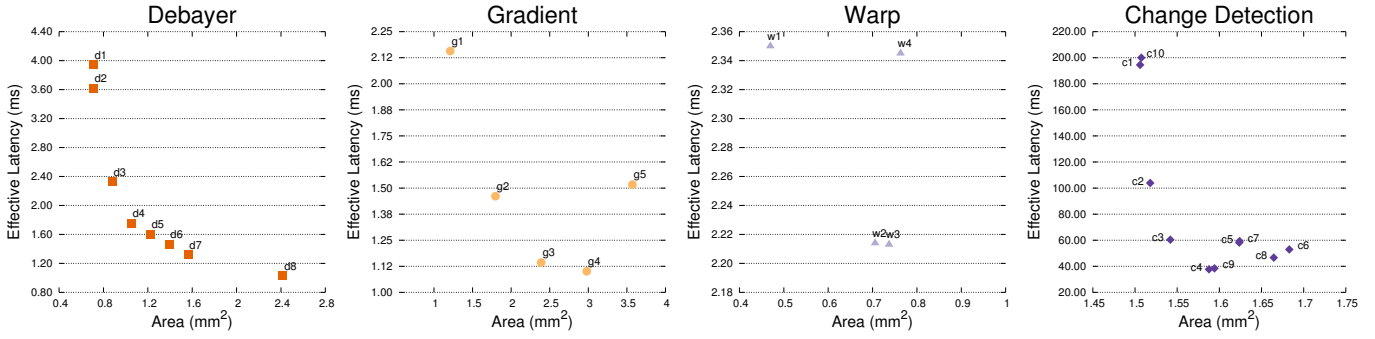 Debayer
Effective Latency (ms)
4.40
4.00
3.60
3.20
2.80
2.40
2.00
1.60
1.20
0.80
d1
d2
d3
d4
d5
d6
d7
d8
0.4
0.8
1.2
1.6
2
2.4
2.8
Area (mm²)
Gradient
Effective Latency (ms)
2.25
2.12
2.00
1.88
1.75
1.62
1.50
1.38
1.25
1.12
1.00
g1
g2
g5
g3
g4
1
1.5
2
2.5
3
3.5
4
Area (mm²)
Warp
Effective Latency (ms)
2.36
2.34
2.32
2.30
2.28
2.26
2.24
2.22
2.20
2.18
w1
w4
w2
w3
0.4
0.5
0.6
0.7
0.8
0.9
1
Area (mm²)
Change Detection
Effective Latency (ms)
220.00
200.00
180.00
160.00
140.00
120.00
100.00
80.00
60.00
40.00
20.00
c10
c1
c2
c3
c5
c7
c6
c8
c4
c9
1.45
1.5
1.55
1.6
1.65
1.7
1.75
Area (mm²)